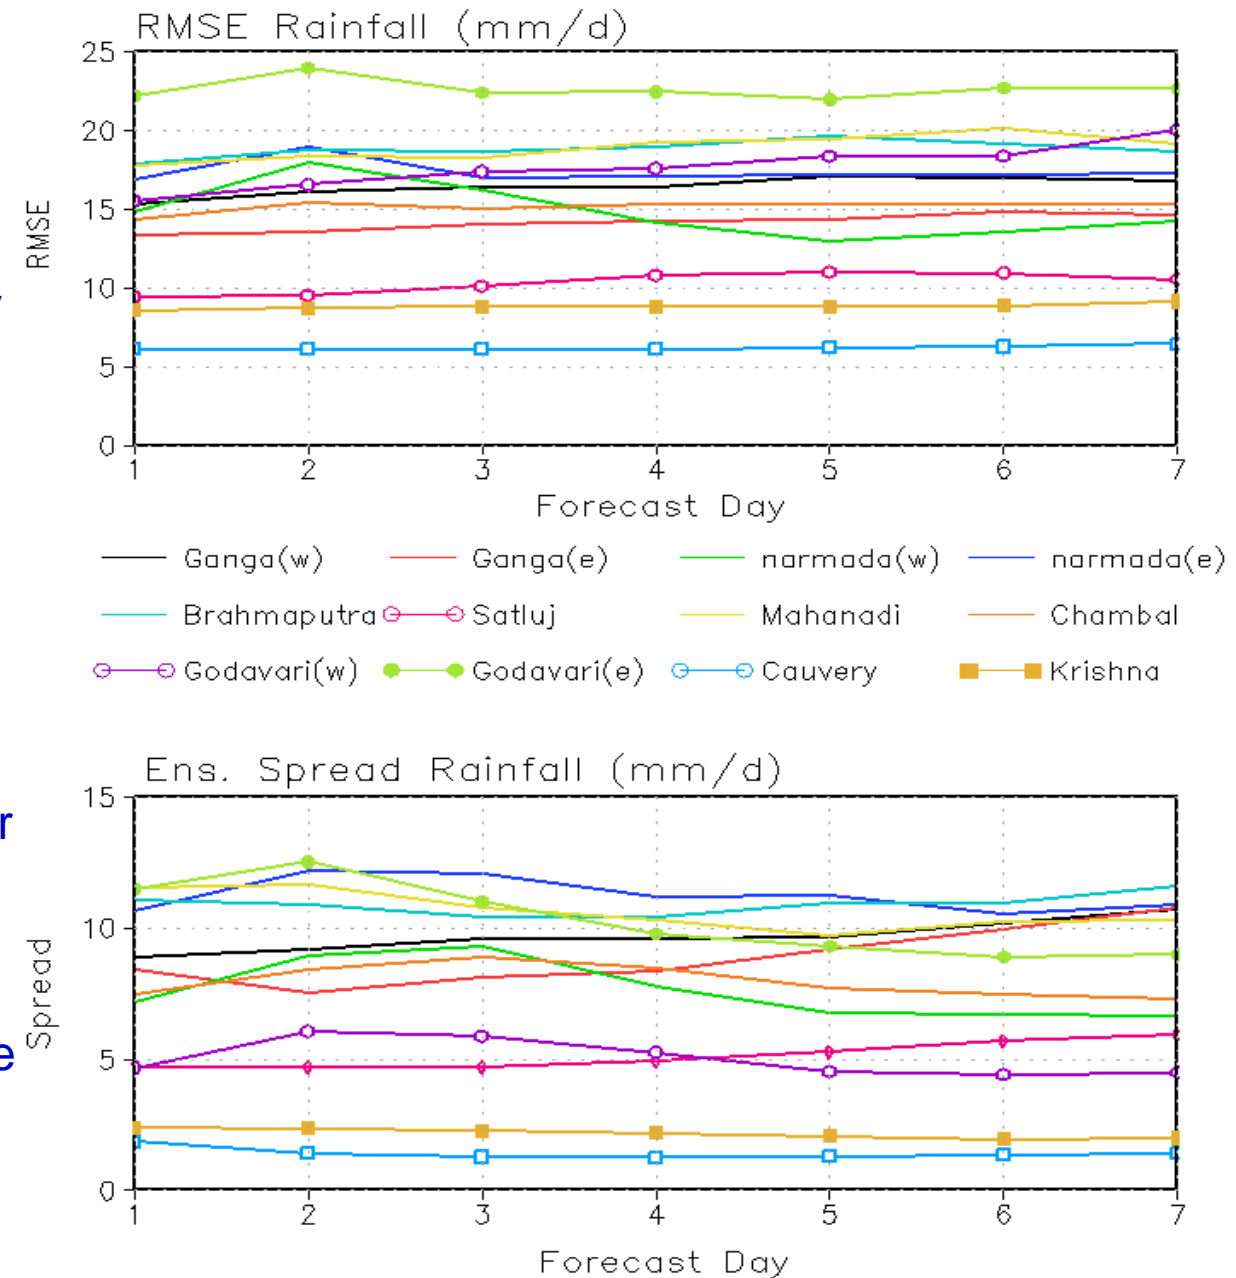 RMSE Rainfall (mm/d)
25
20
15
10
5
0
RMSE
1 2 3 4 5 6 7
Forecast Day
Ganga(w) Ganga(e) narmada(w) narmada(e)
Brahmaputra Satluj Mahanadi Chambal
Godavari(w) Godavari(e) Cauvery Krishna
Ens. Spread Rainfall (mm/d)
15
10
5
0
r
e
Spread
1 2 3 4 5 6 7
Forecast Day